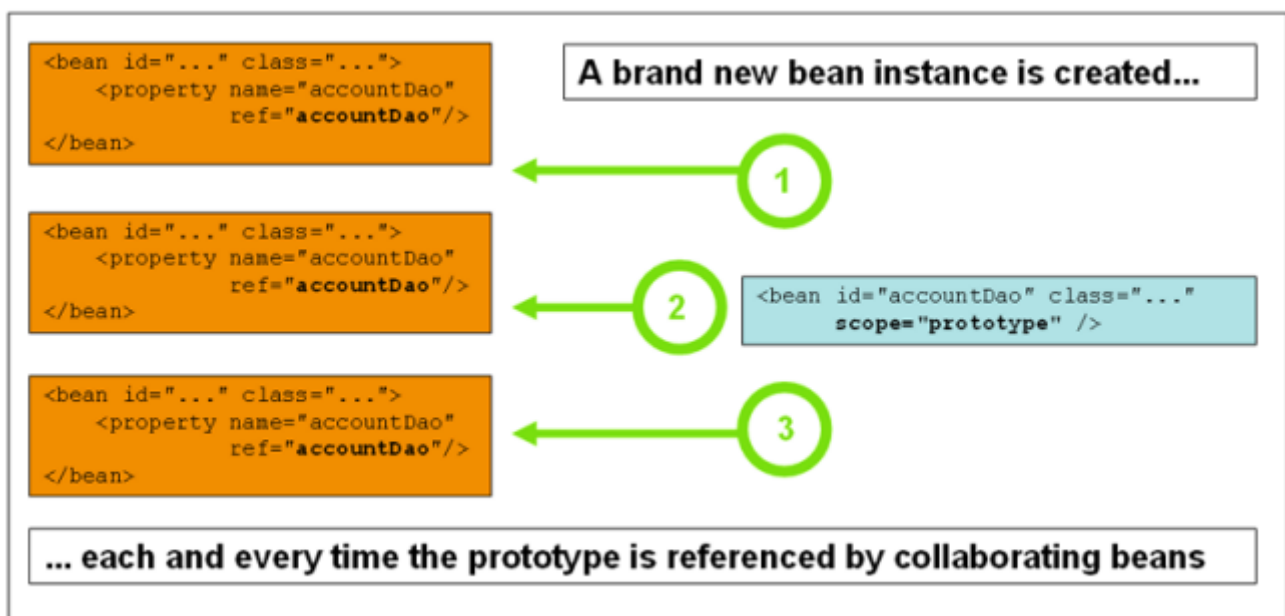 <bean id="..." class="...">
    <property name="accountDao"
              ref="accountDao"/>
</bean>
A brand new bean instance is created...
1
<bean id="..." class="...">
    <property name="accountDao"
              ref="accountDao"/>
</bean>
2
<bean id="accountDao" class="..."
      scope="prototype" />
<bean id="..." class="...">
    <property name="accountDao"
              ref="accountDao"/>
</bean>
3
... each and every time the prototype is referenced by collaborating beans